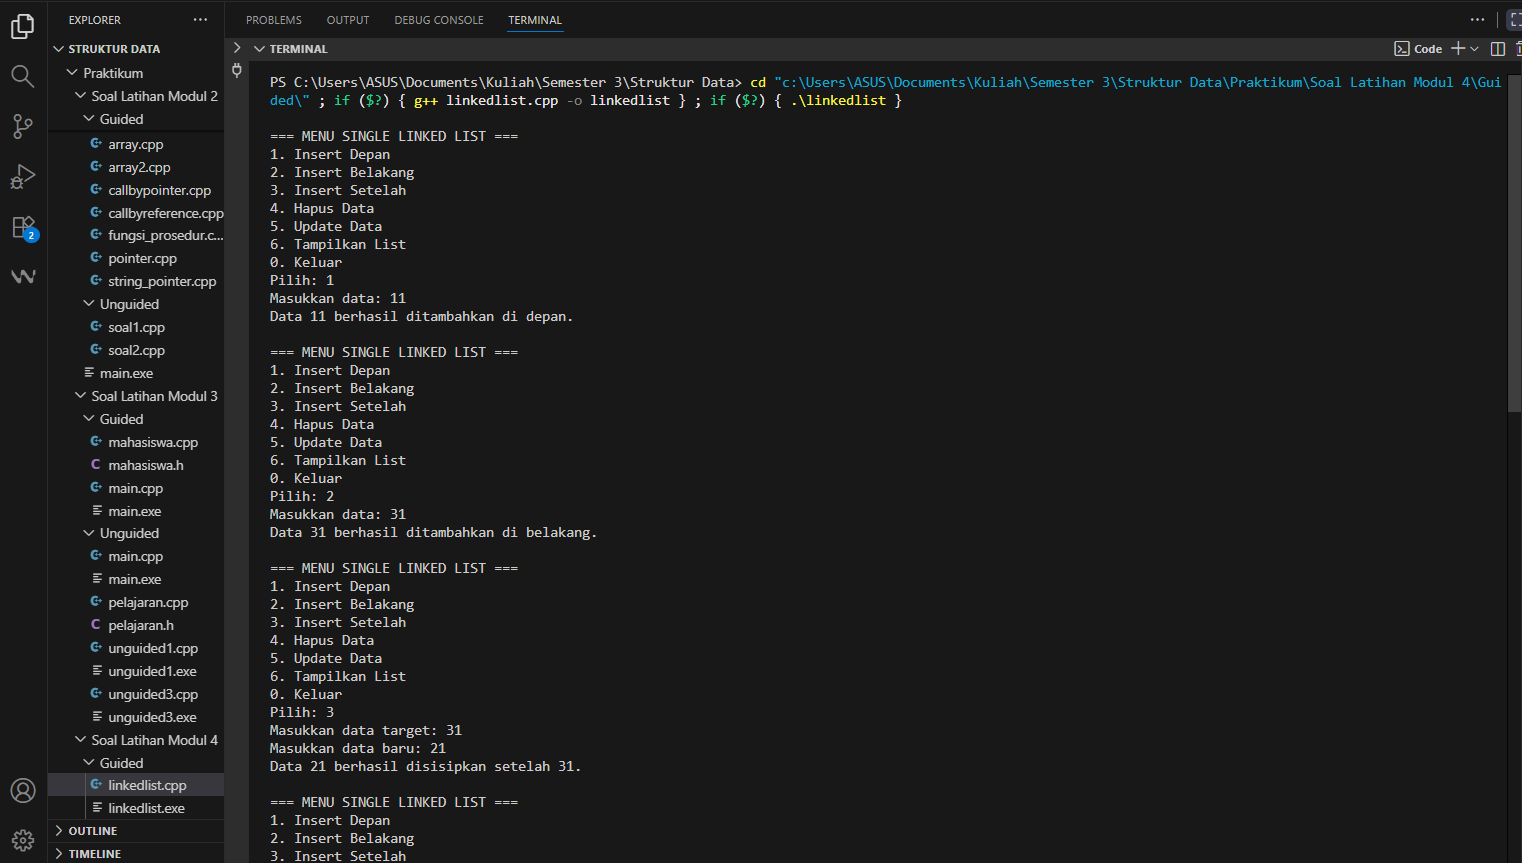 EXPLORER
STRUKTUR DATA
Praktikum
Soal Latihan Modul 2
Guided
array.cpp
array2.cpp
callbypointer.cpp
callbyreference.cpp
fungsi_prosedur.c...
pointer.cpp
string_pointer.cpp
Unguided
soal1.cpp
soal2.cpp
main.exe
Soal Latihan Modul 3
Guided
mahasiswa.cpp
C mahasiswa.h
main.cpp
main.exe
Unguided
main.cpp
main.exe
pelajaran.cpp
C pelajaran.h
unguided1.cpp
unguided1.exe
unguided3.cpp
unguided3.exe
Soal Latihan Modul 4
Guided
linkedlist.cpp
linkedlist.exe
OUTLINE
TIMELINE
2
PROBLEMS OUTPUT DEBUG CONSOLE TERMINAL
TERMINAL
Code
PS C:\Users\ASUS\Documents\Kuliah\Semester 3\Struktur Data> cd "c:\Users\ASUS\Documents\Kuliah\Semester 3\Struktur Data\Praktikum\Soal Latihan Modul 4\Gui
ded\" ; if ($?) { g++ linkedlist.cpp -o linkedlist } ; if ($?) { .\linkedlist }
=== MENU SINGLE LINKED LIST ===
1. Insert Depan
2. Insert Belakang
3. Insert Setelah
4. Hapus Data
5. Update Data
6. Tampilkan List
0. Keluar
Pilih: 1
Masukkan data: 11
Data 11 berhasil ditambahkan di depan.
=== MENU SINGLE LINKED LIST ===
1. Insert Depan
2. Insert Belakang
3. Insert Setelah
4. Hapus Data
5. Update Data
6. Tampilkan List
0. Keluar
Pilih: 2
Masukkan data: 31
Data 31 berhasil ditambahkan di belakang.
=== MENU SINGLE LINKED LIST ===
1. Insert Depan
2. Insert Belakang
3. Insert Setelah
4. Hapus Data
5. Update Data
6. Tampilkan List
0. Keluar
Pilih: 3
Masukkan data target: 31
Masukkan data baru: 21
Data 21 berhasil disisipkan setelah 31.
=== MENU SINGLE LINKED LIST ===
1. Insert Depan
2. Insert Belakang
3. Insert Setelah